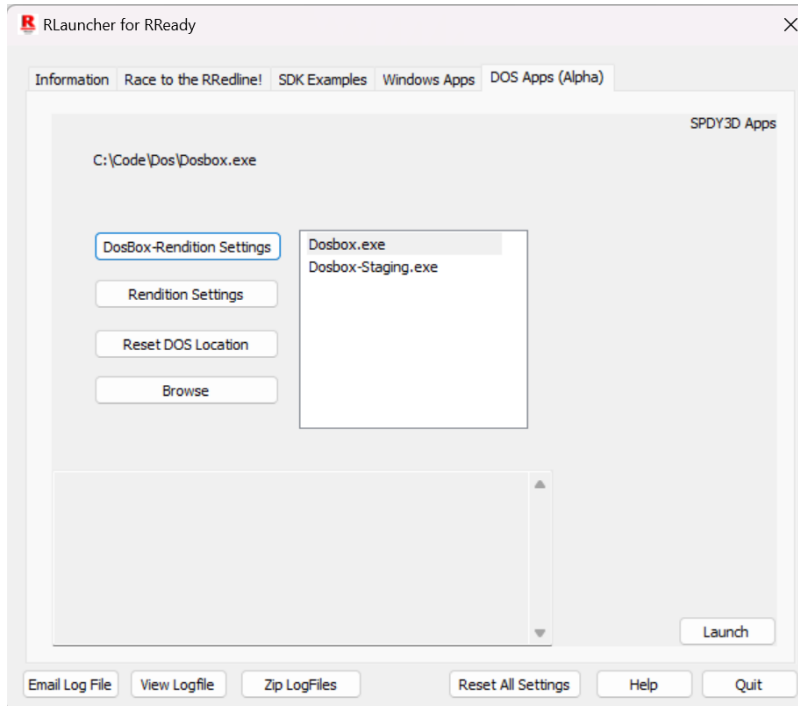 R RLauncher for RReady
Information Race to the RRedline! SDK Examples Windows Apps DOS Apps (Alpha)
SPDY3D Apps
C:\Code\Dos\Dosbox.exe
DosBox-Rendition Settings
Rendition Settings
Reset DOS Location
Browse
Dosbox.exe
Dosbox-Staging.exe
Launch
Email Log File View Logfile Zip LogFiles Reset All Settings Help Quit